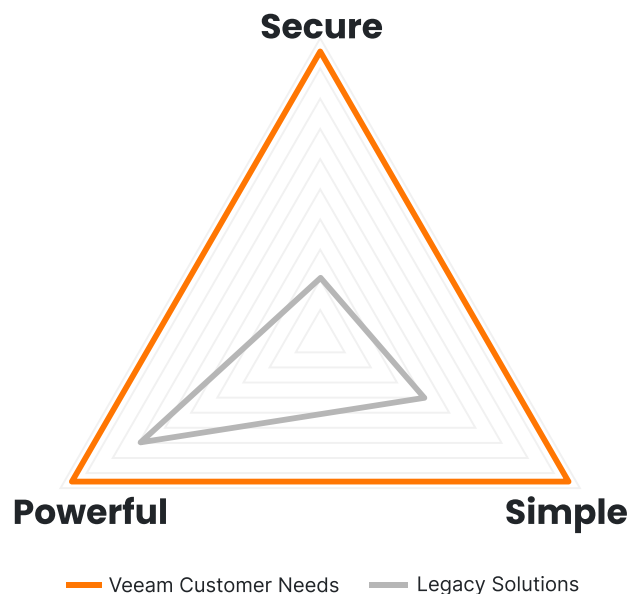 Secure
Powerful
Simple
Veeam Customer Needs
Legacy Solutions